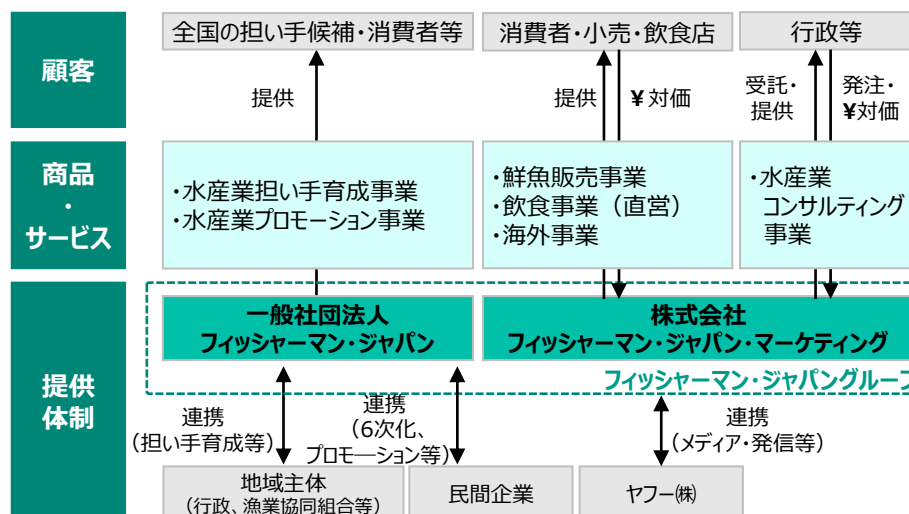 顧客
全国の担い手候補・消費者等
消費者・小売・飲食店
行政等
提供
提供
¥ 対価
受託・
提供
発注・
¥対価
商品
・
サービス
・水産業担い手育成事業
・水産業プロモーション事業
・鮮魚販売事業
・飲食事業（直営）
・海外事業
・水産業
コンサルティング
事業
提供
体制
一般社団法人
フィッシャーマン・ジャパン
株式会社
フィッシャーマン・ジャパン・マーケティング
フィッシャーマン・ジャパングループ
連携
（担い手育成等）
連携
（6次化、
プロモ―ション等）
連携
（メディア・発信等）
地域主体
（行政、漁業協同組合等）
民間企業
ヤフー㈱